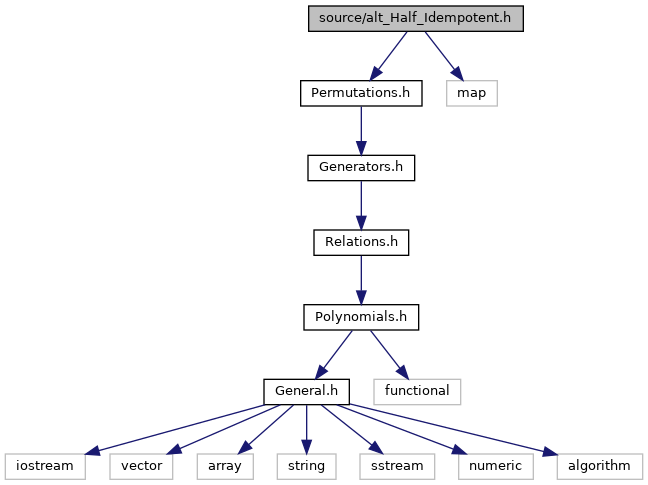 source/alt_Half_Idempotent.h
Permutations.h
map
Generators.h
Relations.h
Polynomials.h
General.h
functional
iostream
vector
array
string
sstream
numeric
algorithm